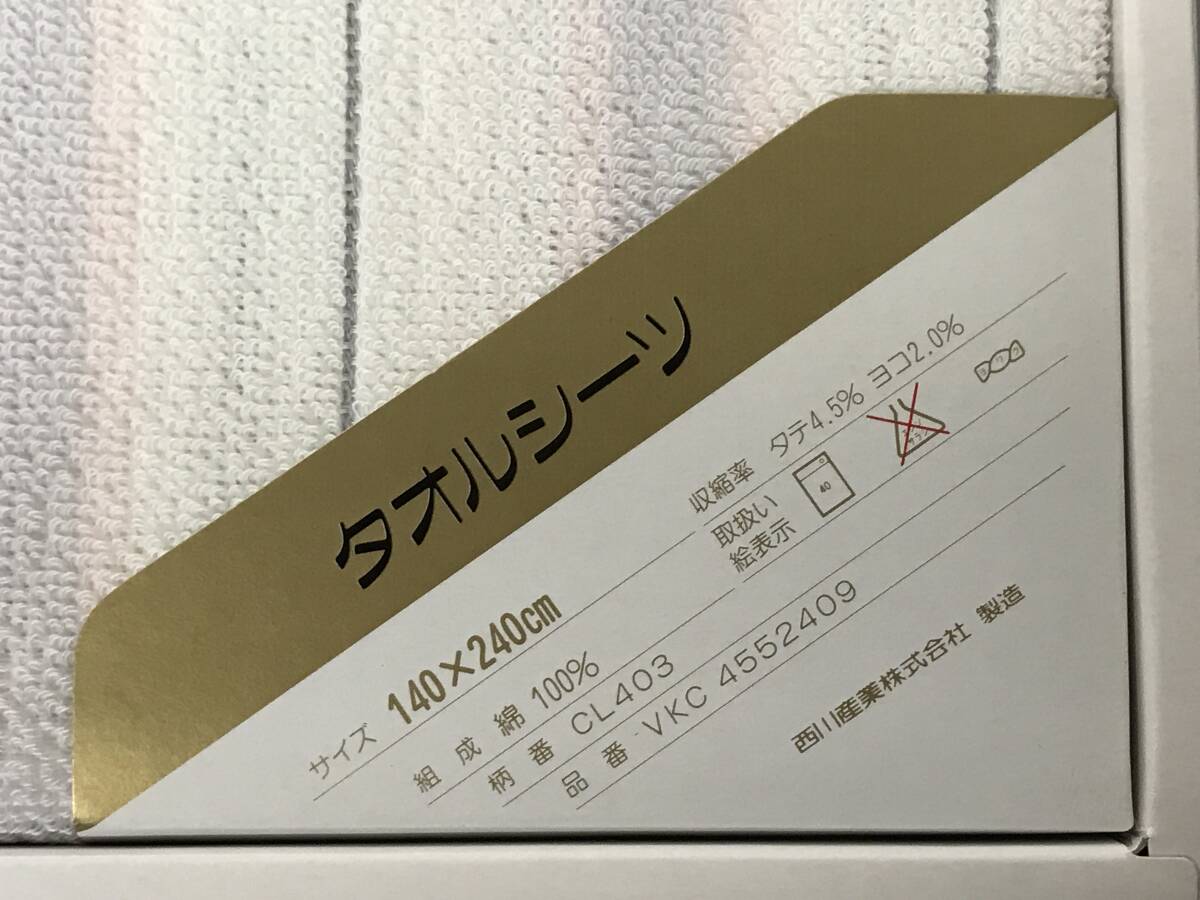 タオルシーツ
サイズ 140×240cm
組成 綿 100%
柄番 CL403
品番 VKC 4552409
収縮率 タテ4.5% ヨコ2.0%
取扱い
絵表示
40
西川産業株式会社 製造